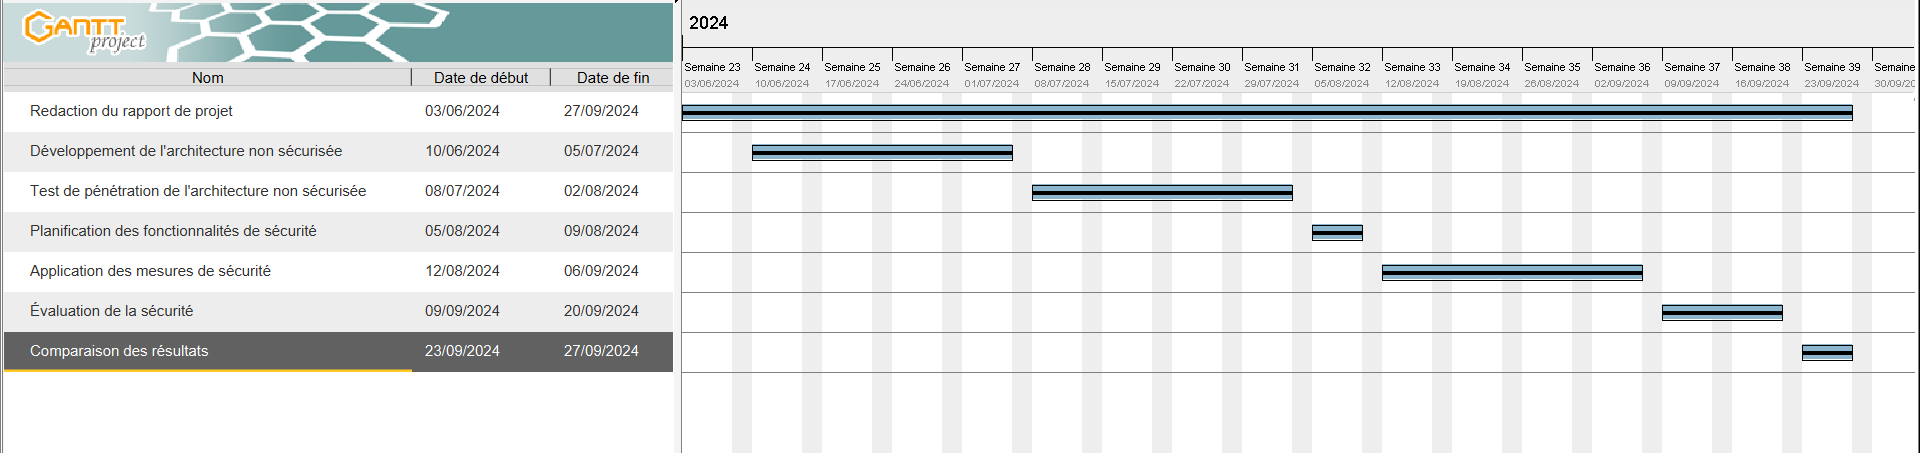 GANTT
project
2024
Nom Date de début Date de fin
Semaine 23 Semaine 24 Semaine 25 Semaine 26 Semaine 27 Semaine 28 Semaine 29 Semaine 30 Semaine 31 Semaine 32 Semaine 33 Semaine 34 Semaine 35 Semaine 36 Semaine 37 Semaine 38 Semaine 39 Semaine
03/06/2024 10/06/2024 17/06/2024 24/06/2024 01/07/2024 08/07/2024 15/07/2024 22/07/2024 29/07/2024 05/08/2024 12/08/2024 19/08/2024 26/08/2024 02/09/2024 09/09/2024 16/09/2024 23/09/2024 30/09/20
Redaction du rapport de projet 03/06/2024 27/09/2024
Développement de l'architecture non sécurisée 10/06/2024 05/07/2024
Test de pénétration de l'architecture non sécurisée 08/07/2024 02/08/2024
Planification des fonctionnalités de sécurité 05/08/2024 09/08/2024
Application des mesures de sécurité 12/08/2024 06/09/2024
Évaluation de la sécurité 09/09/2024 20/09/2024
Comparaison des résultats 23/09/2024 27/09/2024